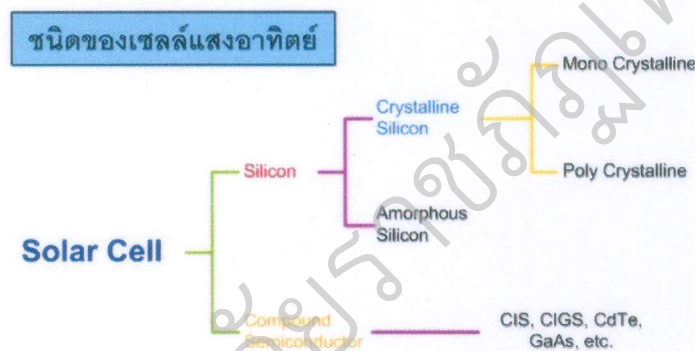 ชนิดของเซลล์แสงอาทิตย์
Mono Crystalline
Crystalline
Silicon
Silicon
Poly Crystalline
Amorphous
Silicon
Solar Cell
Compound
Semiconductor
CIS, CIGS, CdTe,
GaAs, etc.